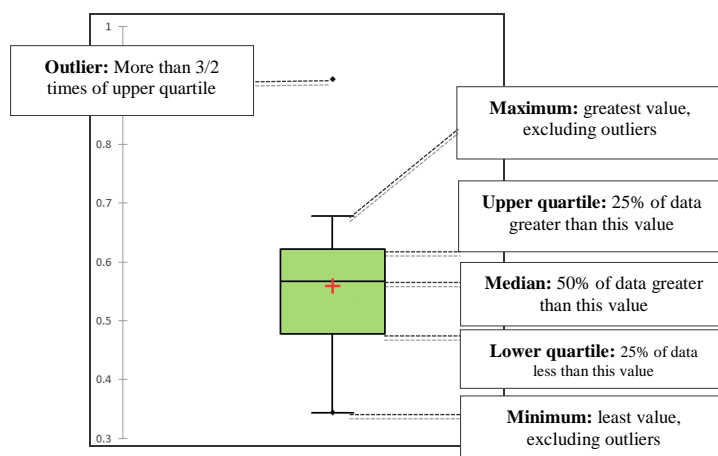 1
Outlier: More than 3/2
times of upper quartile
Maximum: greatest value,
excluding outliers
0.8
0.7
Upper quartile: 25% of data
greater than this value
0.6
Median: 50% of data greater
than this value
0.5
Lower quartile: 25% of data
less than this value
0.4
Minimum: least value,
excluding outliers
0.3